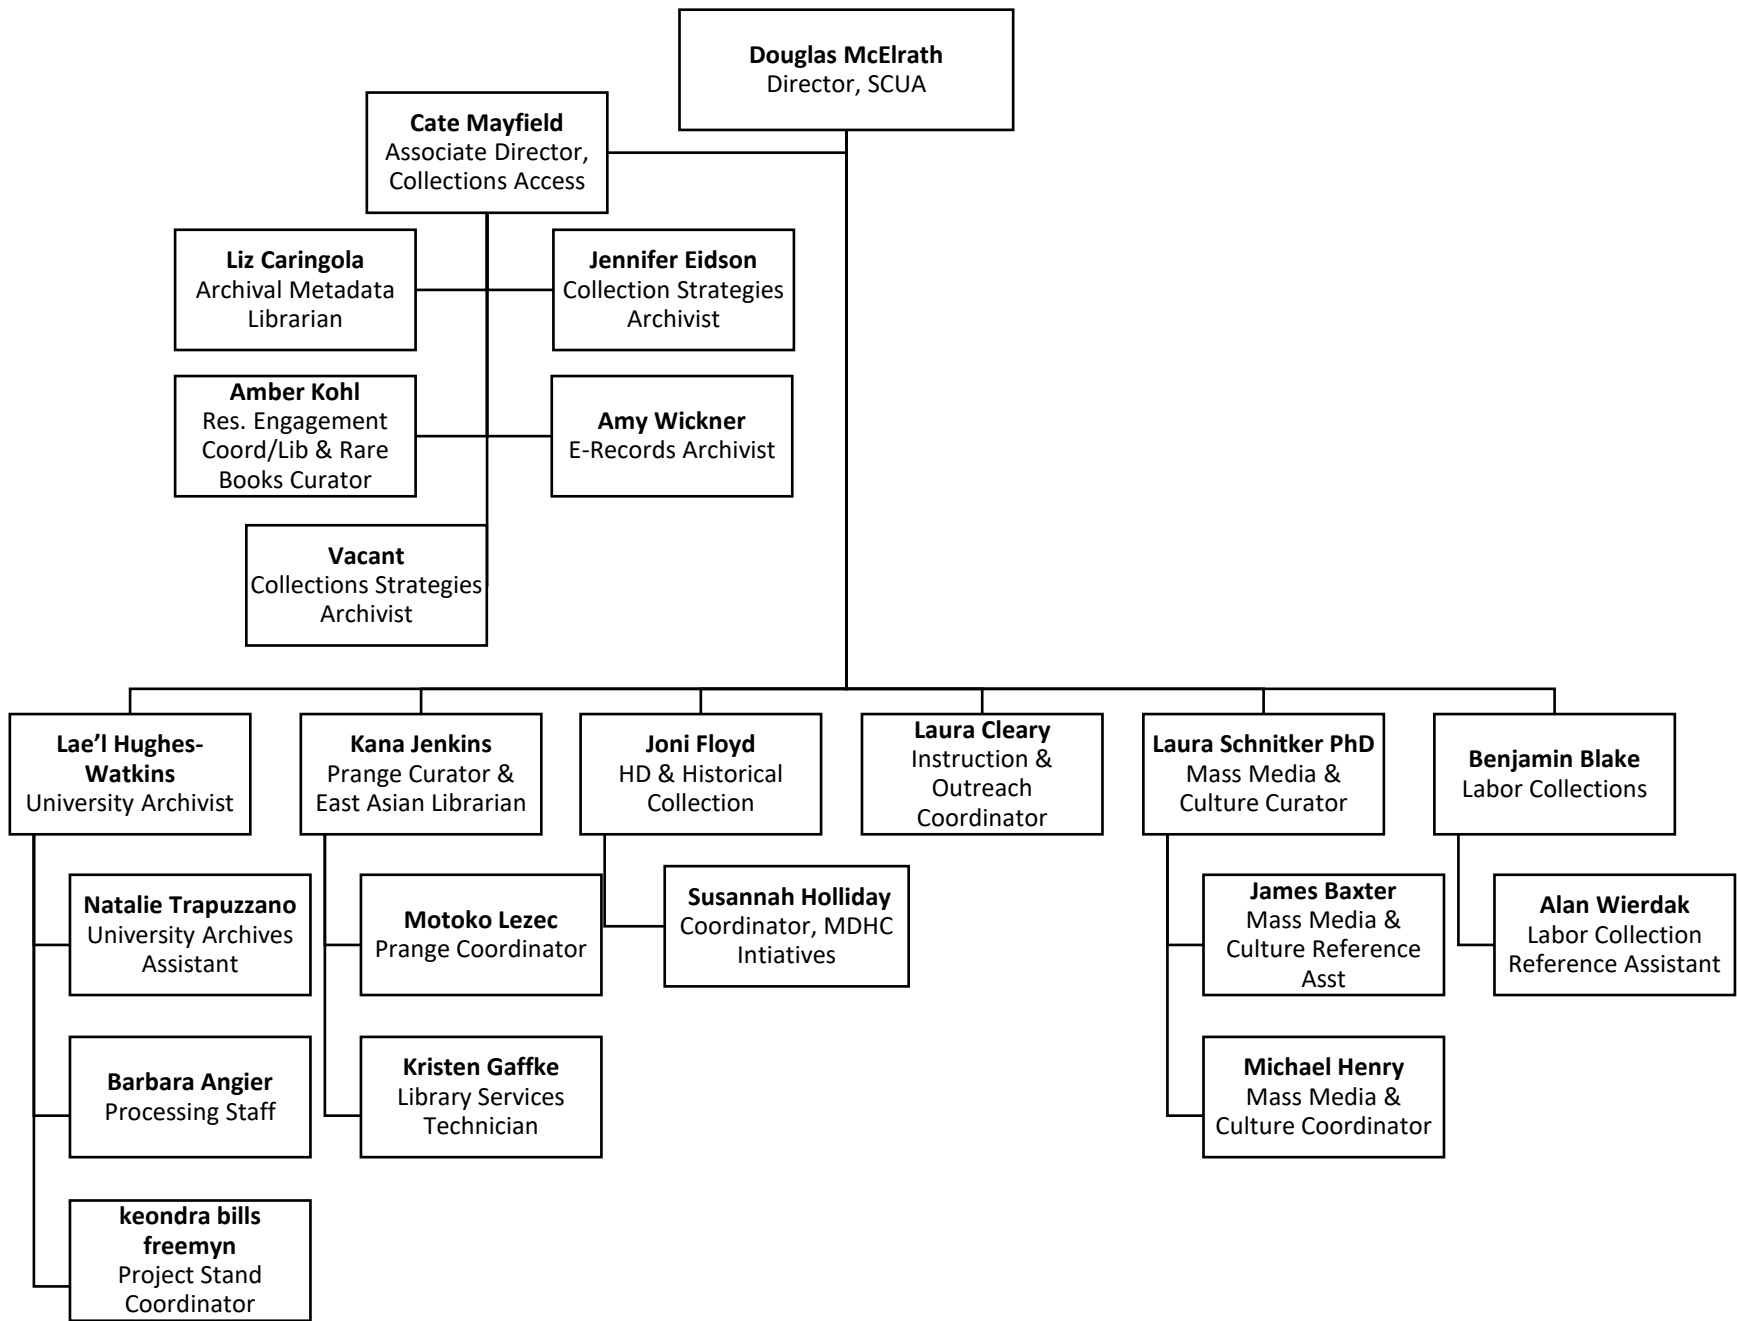 Douglas McElrath
Director, SCUA
Cate Mayfield
Associate Director,
Collections Access
Liz Caringola
Archival Metadata
Librarian
Jennifer Eidson
Collection Strategies
Archivist
Amber Kohl
Res. Engagement
Coord/Lib & Rare
Books Curator
Amy Wickner
E-Records Archivist
Vacant
Collections Strategies
Archivist
Lae’l Hughes-
Watkins
University Archivist
Kana Jenkins
Prange Curator &
East Asian Librarian
Joni Floyd
HD & Historical
Collection
Laura Cleary
Instruction &
Outreach
Coordinator
Laura Schnitker PhD
Mass Media &
Culture Curator
Benjamin Blake
Labor Collections
Natalie Trapuzzano
University Archives
Assistant
Motoko Lezec
Prange Coordinator
Susannah Holliday
Coordinator, MDHC
Intiatives
James Baxter
Mass Media &
Culture Reference
Asst
Alan Wierdak
Labor Collection
Reference Assistant
Barbara Angier
Processing Staff
Kristen Gaffke
Library Services
Technician
Michael Henry
Mass Media &
Culture Coordinator
keondra bills
freemyn
Project Stand
Coordinator